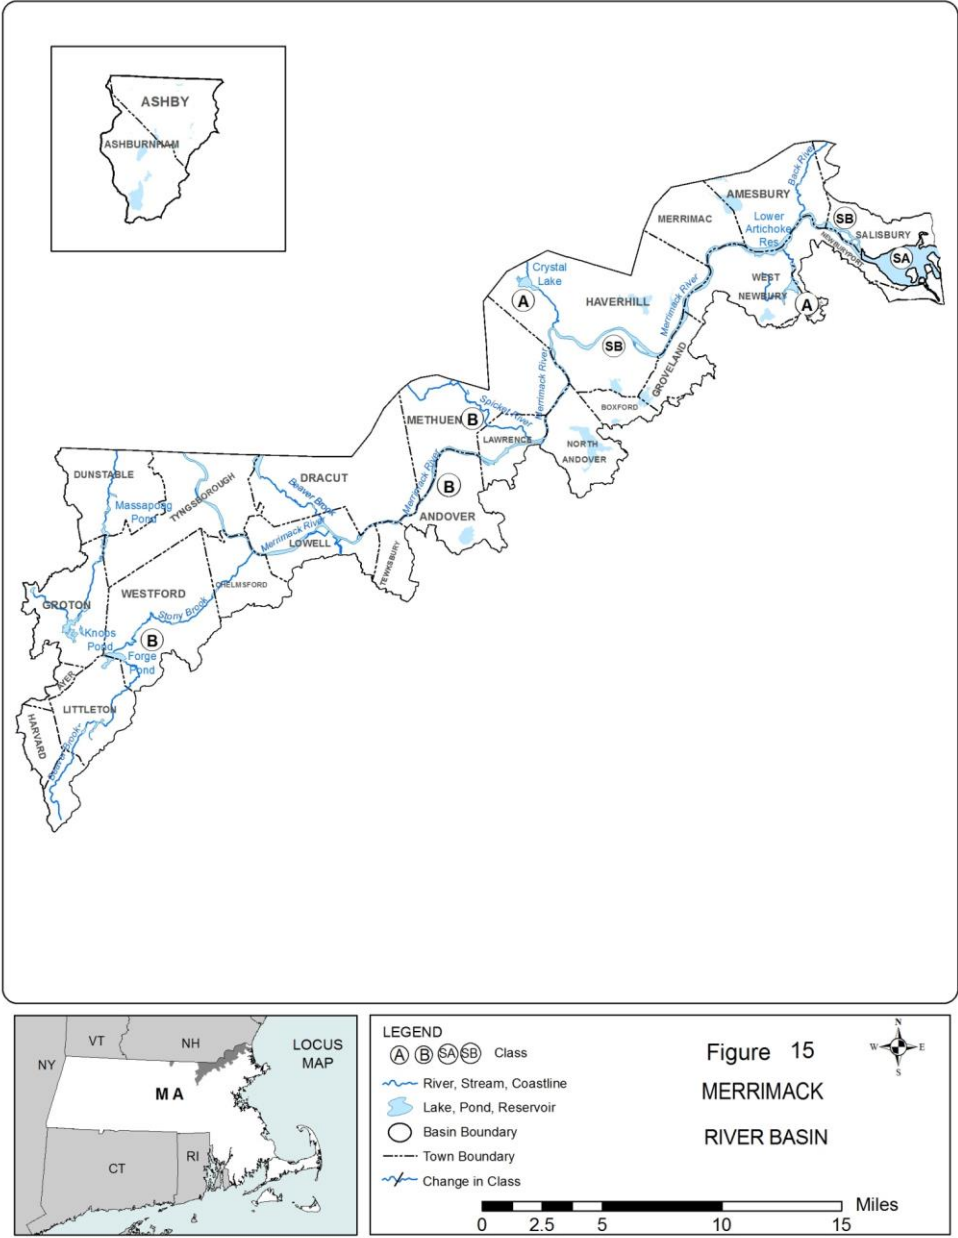 ASHBY
ASHBURNHAM
Back River
AMESBURY
MERRIMAC
Lower
Artichoke
Res
SB
SALISBURY
NEWBURYPORT
SA
Crystal
Lake
A
HAVERHILL
WEST
NEWBURY
A
Merrimack River
SB
GROVELAND
Merrimack River
BOXFORD
Spicket River
METHUEN
B
LAWRENCE
NORTH
ANDOVER
DUNSTABLE
TYNGSBOROUGH
DRACUT
Beaver Brook
Merrimack River
B
ANDOVER
Massapoag
Pond
Merrimack River
LOWELL
TEWKSBURY
CHELMSFORD
WESTFORD
GROTON
Stony Brook
Knops
Pond
B
Forge
Pond
AYER
LITTLETON
HARVARD
Beaver Brook
NY
VT
NH
LOCUS
MAP
MA
CT
RI
LEGEND
A B SA SB Class
River, Stream, Coastline
Lake, Pond, Reservoir
Basin Boundary
Town Boundary
Change in Class
Figure 15
MERRIMACK
RIVER BASIN
N
W E
S
Miles
0 2.5 5 10 15